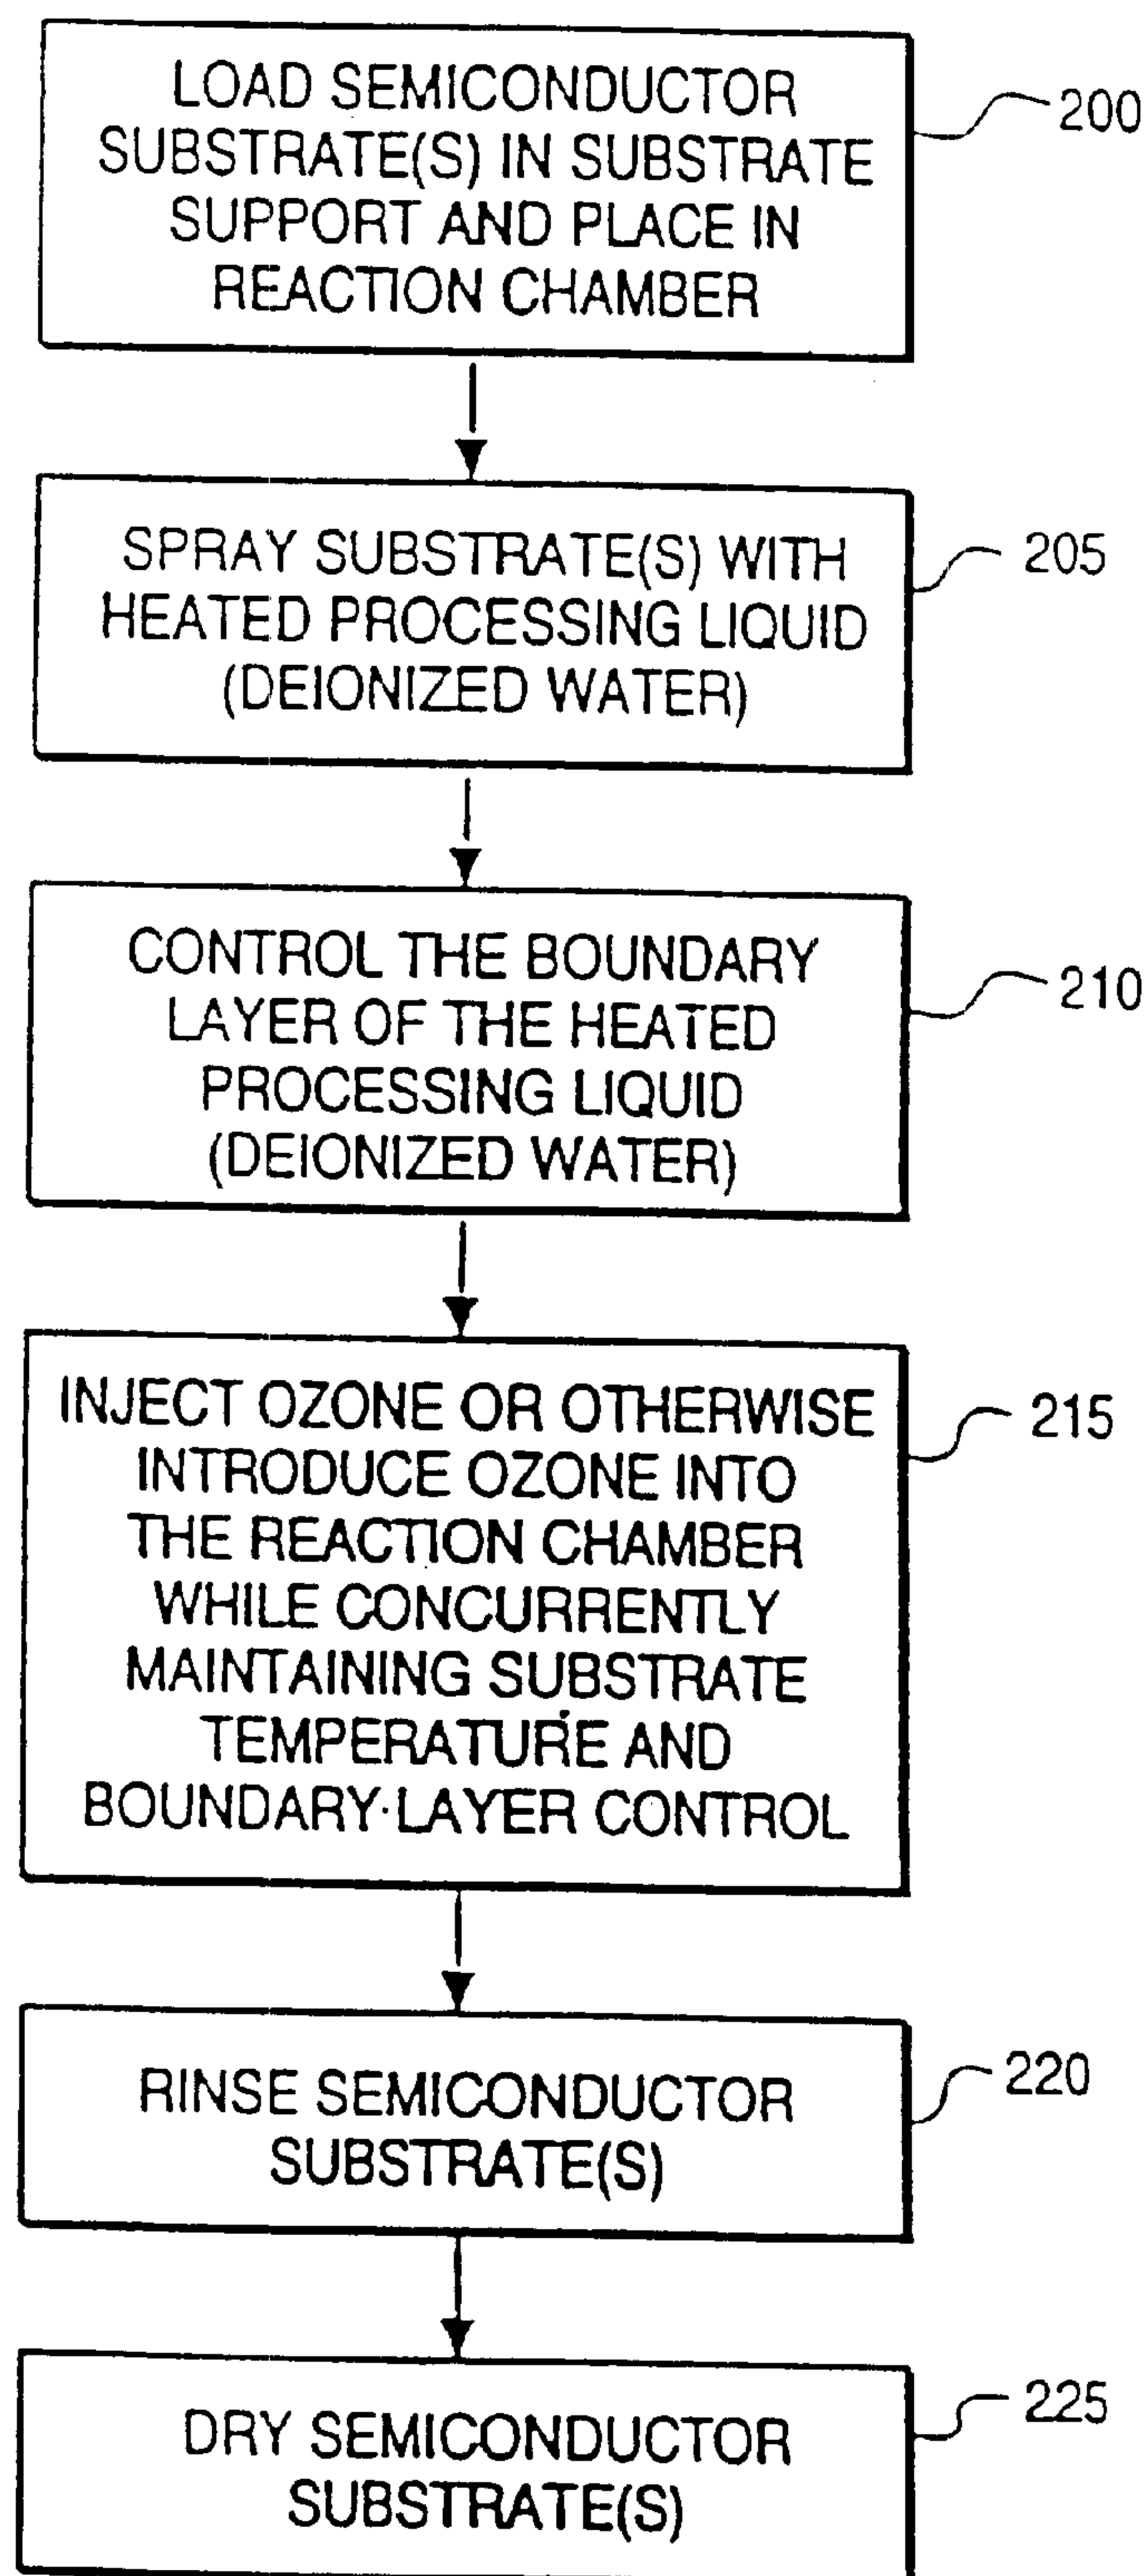 LOAD SEMICONDUCTOR
SUBSTRATE(S) IN SUBSTRATE
SUPPORT AND PLACE IN
REACTION CHAMBER
200
SPRAY SUBSTRATE(S) WITH
HEATED PROCESSING LIQUID
(DEIONIZED WATER)
205
CONTROL THE BOUNDARY
LAYER OF THE HEATED
PROCESSING LIQUID
(DEIONIZED WATER)
210
INJECT OZONE OR OTHERWISE
INTRODUCE OZONE INTO
THE REACTION CHAMBER
WHILE CONCURRENTLY
MAINTAINING SUBSTRATE
TEMPERATURE AND
BOUNDARY-LAYER CONTROL
215
RINSE SEMICONDUCTOR
SUBSTRATE(S)
220
DRY SEMICONDUCTOR
SUBSTRATE(S)
225